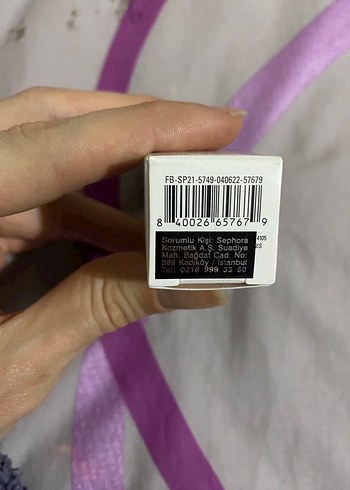 FB-SP21-5749-040622-57679
8 40026 65767 9
Sorumlu Kişi: Sephora
Kozmetik A.Ş. Suadiye
Mah. Bağdat Cad. No:
389 Kadıköy / İstanbul
Tel: 0216 999 33 50
4105